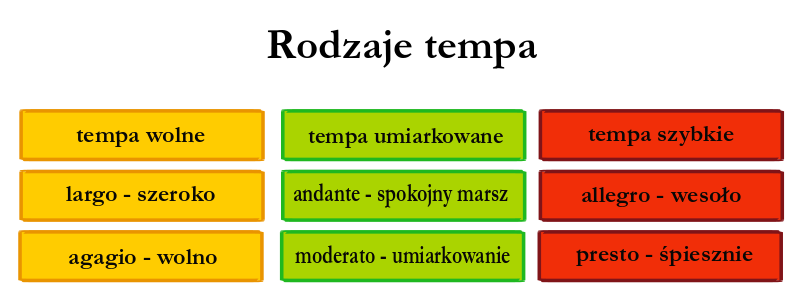 Rodzaje tempa
tempa wolne
tempa umiarkowane
tempa szybkie
largo - szeroko
andante - spokojny marsz
allegro - wesoło
agagio - wolno
moderato - umiarkowanie
presto - śpiesznie